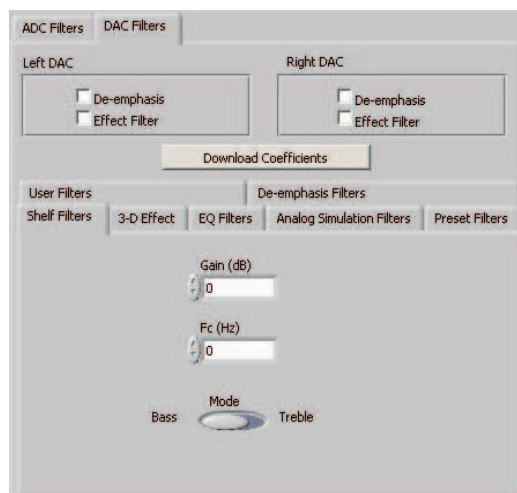 ADC Filters DAC Filters
Left DAC Right DAC
De-emphasis De-emphasis
Effect Filter Effect Filter
Download Coefficients
User Filters De-emphasis Filters
Shelf Filters 3-D Effect EQ Filters Analog Simulation Filters Preset Filters
Gain (dB)
0
Fc (Hz)
0
Mode
Bass Treble